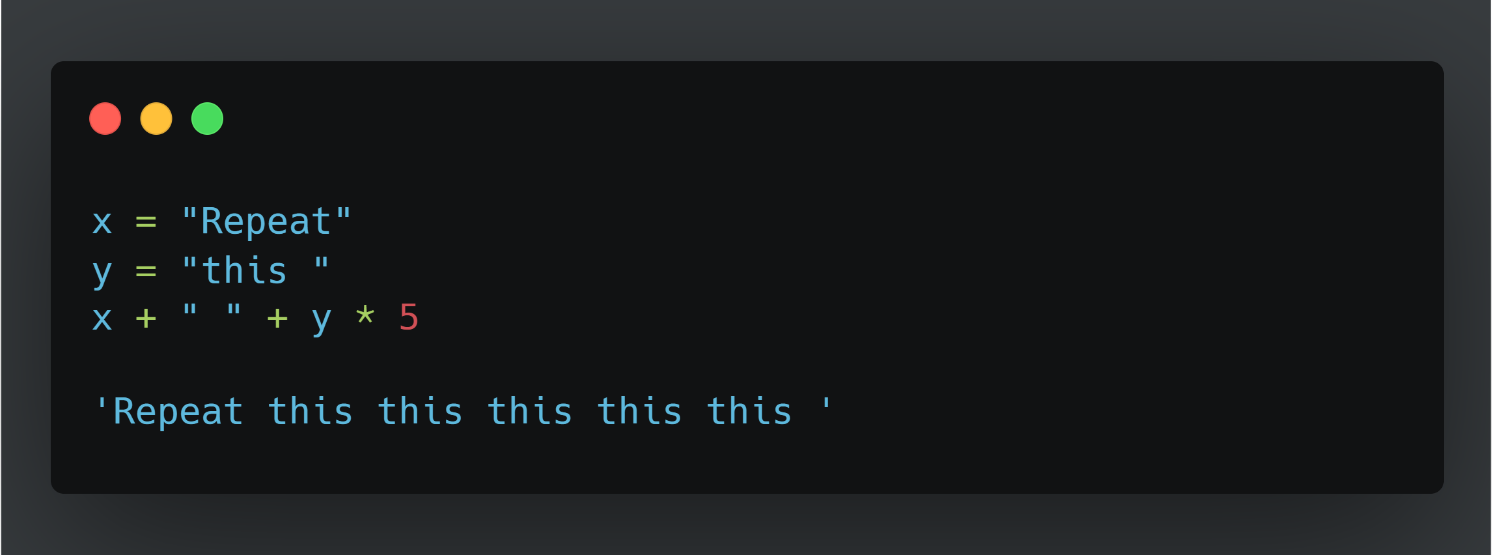 x = "Repeat"
y = "this "
x + " " + y * 5
'Repeat this this this this this '